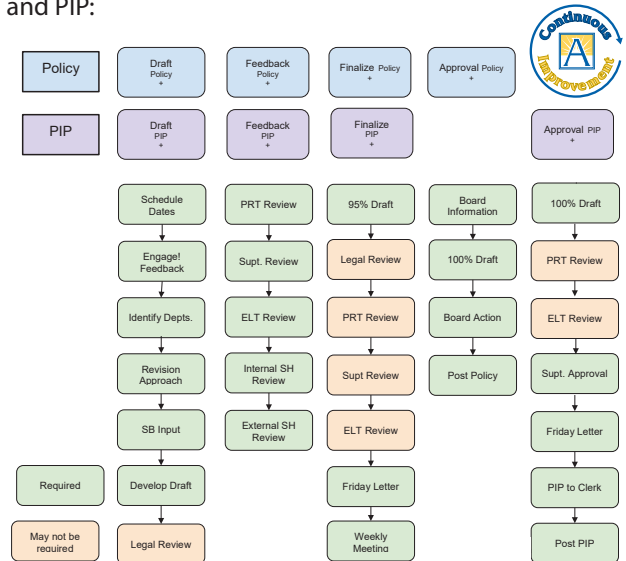 and PIP:
Continuous
A
Improvement
Policy
Draft
Policy
+
Feedback
Policy
+
Finalize Policy
+
Approval Policy
+
PIP
Draft
PIP
+
Feedback
PIP
+
Finalize
PIP
+
Approval PIP
+
Schedule
Dates
Engage!
Feedback
Identify Depts.
Revision
Approach
SB Input
Develop Draft
Legal Review
PRT Review
Supt. Review
ELT Review
Internal SH
Review
External SH
Review
95% Draft
Legal Review
PRT Review
Supt Review
ELT Review
Friday Letter
Weekly
Meeting
Board
Information
100% Draft
Board Action
Post Policy
100% Draft
PRT Review
ELT Review
Supt. Approval
Friday Letter
PIP to Clerk
Post PIP
Required
May not be
required